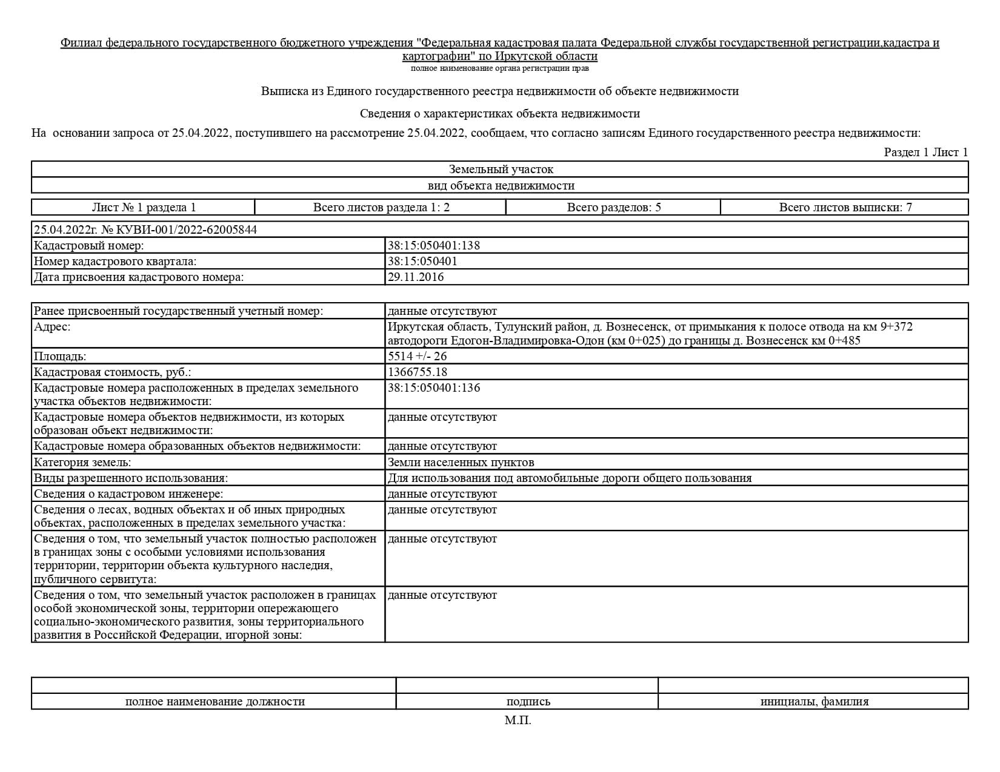 Филиал федерального государственного бюджетного учреждения "Федеральная кадастровая палата Федеральной службы государственной регистрации,кадастра и
картографии" по Иркутской области
полное наименование органа регистрации прав
Выписка из Единого государственного реестра недвижимости об объекте недвижимости
Сведения о характеристиках объекта недвижимости
На основании запроса от 25.04.2022, поступившего на рассмотрение 25.04.2022, сообщаем, что согласно записям Единого государственного реестра недвижимости:
Раздел 1 Лист 1
Земельный участок
вид объекта недвижимости
Лист № 1 раздела 1 Всего листов раздела 1: 2 Всего разделов: 5 Всего листов выписки: 7
25.04.2022г. № КУВИ-001/2022-62005844
Кадастровый номер: 38:15:050401:138
Номер кадастрового квартала: 38:15:050401
Дата присвоения кадастрового номера: 29.11.2016
Ранее присвоенный государственный учетный номер: данные отсутствуют
Адрес: Иркутская область, Тулунский район, д. Вознесенск, от примыкания к полосе отвода на км 9+372
автодороги Едогон-Владимировка-Одон (км 0+025) до границы д. Вознесенск км 0+485
Площадь: 5514 +/- 26
Кадастровая стоимость, руб.: 1366755.18
Кадастровые номера расположенных в пределах земельного 38:15:050401:136
участка объектов недвижимости:
Кадастровые номера объектов недвижимости, из которых данные отсутствуют
образован объект недвижимости:
Кадастровые номера образованных объектов недвижимости: данные отсутствуют
Категория земель: Земли населенных пунктов
Виды разрешенного использования: Для использования под автомобильные дороги общего пользования
Сведения о кадастровом инженере: данные отсутствуют
Сведения о лесах, водных объектах и об иных природных данные отсутствуют
объектах, расположенных в пределах земельного участка:
Сведения о том, что земельный участок полностью расположен данные отсутствуют
в границах зоны с особыми условиями использования
территории, территории объекта культурного наследия,
публичного сервитута:
Сведения о том, что земельный участок расположен в границах данные отсутствуют
особой экономической зоны, территории опережающего
социально-экономического развития, зоны территориального
развития в Российской Федерации, игорной зоны:
полное наименование должности подпись инициалы, фамилия
М.П.